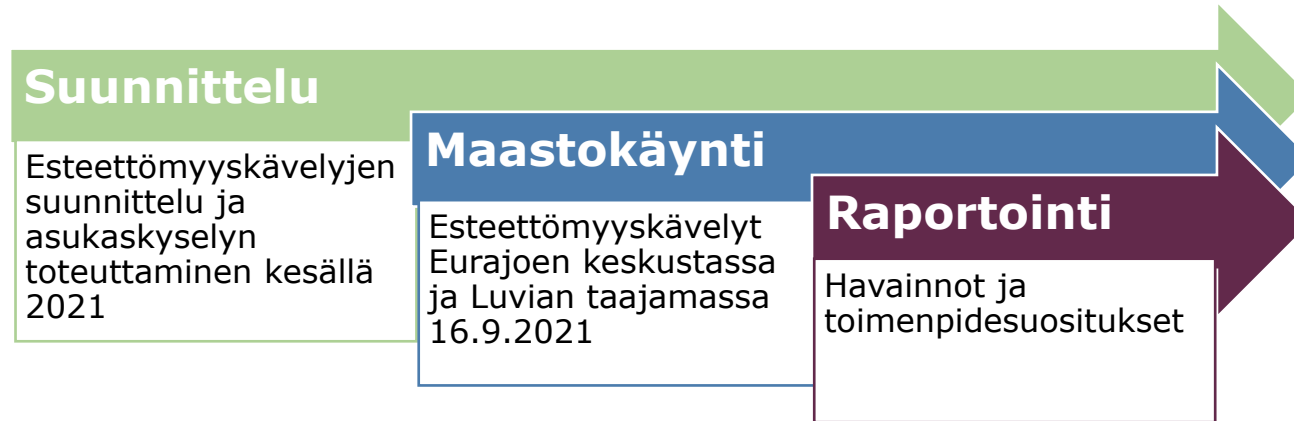 Suunnittelu
Esteettömyyskävelyjen
suunnittelu ja
asukaskyselyn
toteuttaminen kesällä
2021
Maastokäynti
Esteettömyyskävelyt
Eurajoen keskustassa
ja Luvian taajamassa
16.9.2021
Raportointi
Havainnot ja
toimenpidesuositukset